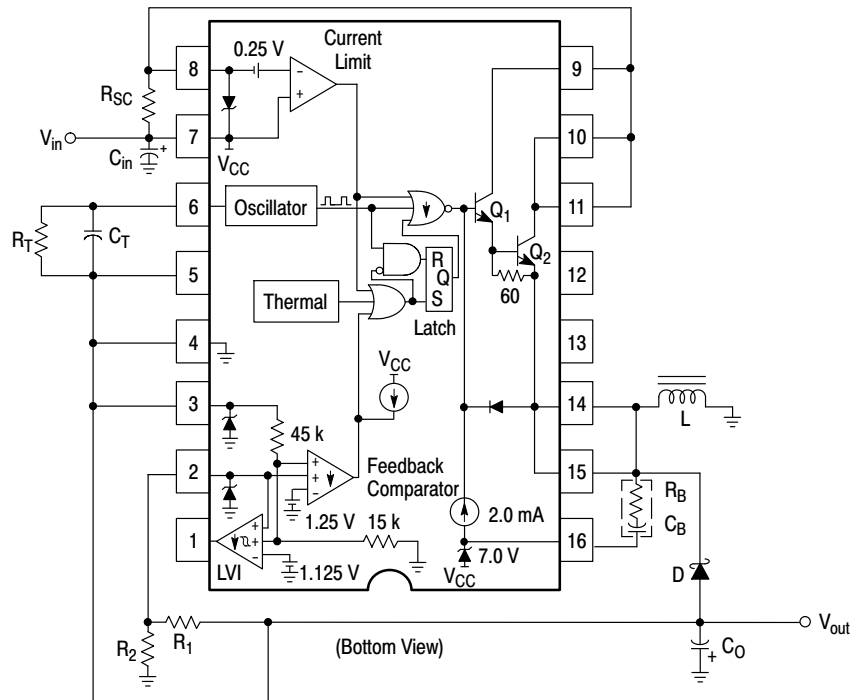 Current
Limit
0.25 V
8
9
R_SC
V_in
7
10
C_in
V_CC
6
Oscillator
11
Q_1
R_T
C_T
5
R
Q
S
Q_2
12
60
Thermal
Latch
4
13
V_CC
3
14
L
45 k
2
Feedback
Comparator
15
R_B
C_B
2.0 mA
1.25 V
15 k
1
16
7.0 V
LVI
1.125 V
V_CC
D
R_2
R_1
(Bottom View)
C_O
V_out
+
+
−
+
+
+
−
+
+
−
+